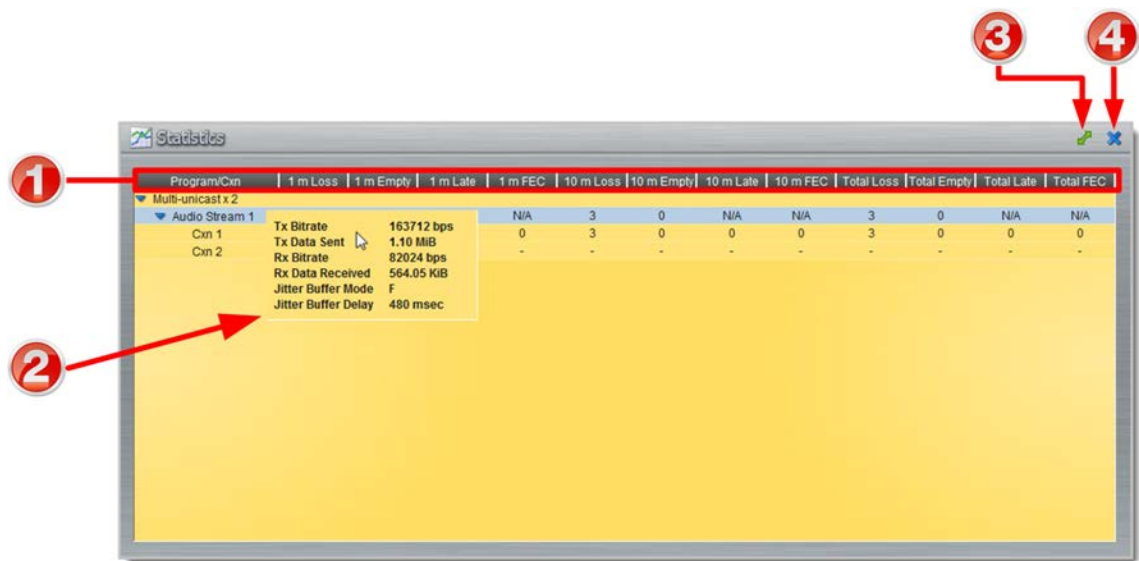 3 4
Statistics
1
Program/Cxn 1 m Loss 1 m Empty 1 m Late 1 m FEC 10 m Loss 10 m Empty 10 m Late 10 m FEC Total Loss Total Empty Total Late Total FEC
Multi-unicast x 2
Audio Stream 1 N/A 3 0 N/A N/A 3 0 N/A N/A
Cxn 1 0 3 0 0 0 3 0 0 0
Cxn 2 - - - - - - - - -
Tx Bitrate 163712 bps
Tx Data Sent 1.10 MiB
Rx Bitrate 82024 bps
Rx Data Received 564.05 KiB
Jitter Buffer Mode F
Jitter Buffer Delay 480 msec
2